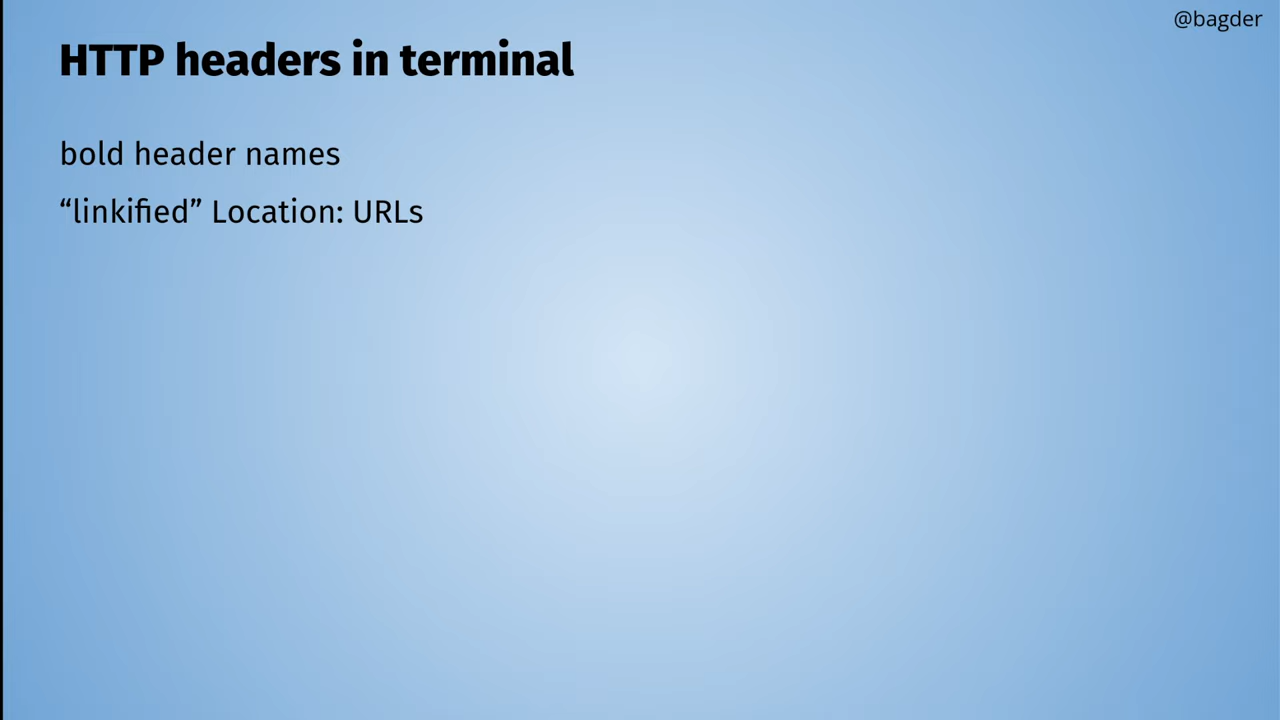 @bagder
HTTP headers in terminal
bold header names
“linkified” Location: URLs